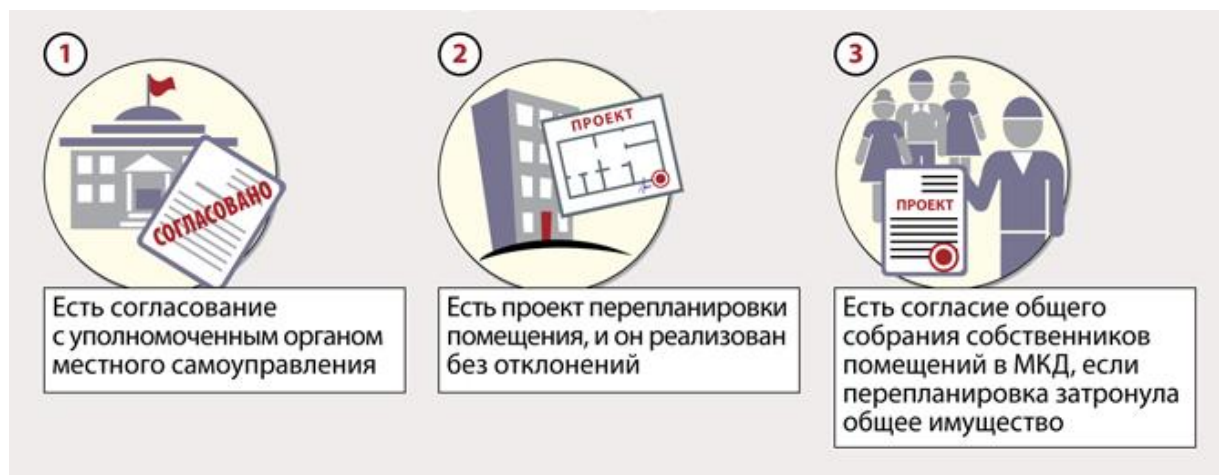 1
СОГЛАСОВАНО
Есть согласование
с уполномоченным органом
местного самоуправления
2
ПРОЕКТ
Есть проект перепланировки
помещения, и он реализован
без отклонений
3
ПРОЕКТ
Есть согласие общего
собрания собственников
помещений в МКД, если
перепланировка затронула
общее имущество